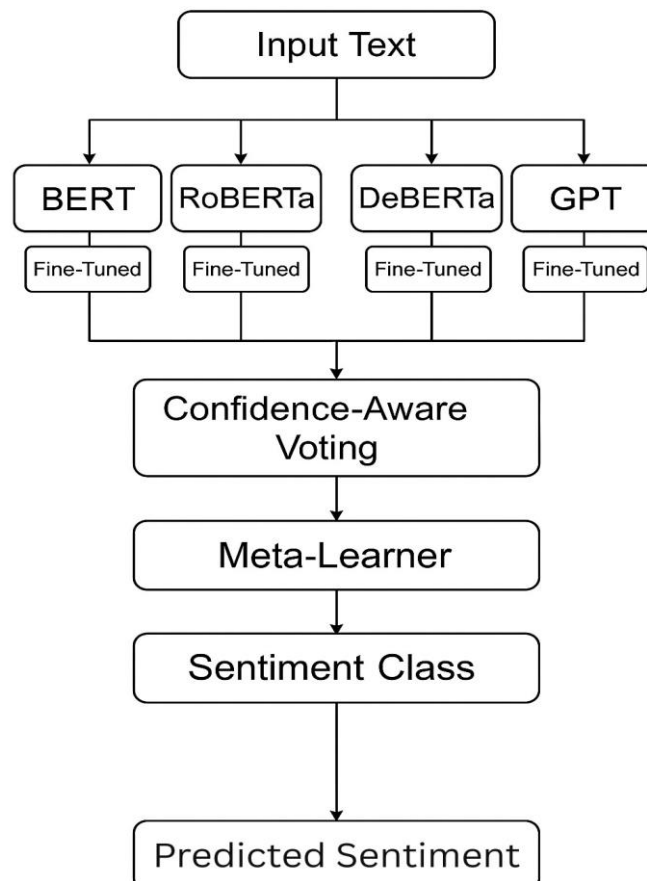 Input Text
BERT
RoBERTa
DeBERTa
GPT
Fine-Tuned
Fine-Tuned
Fine-Tuned
Fine-Tuned
Confidence-Aware
Voting
Meta-Learner
Sentiment Class
Predicted Sentiment